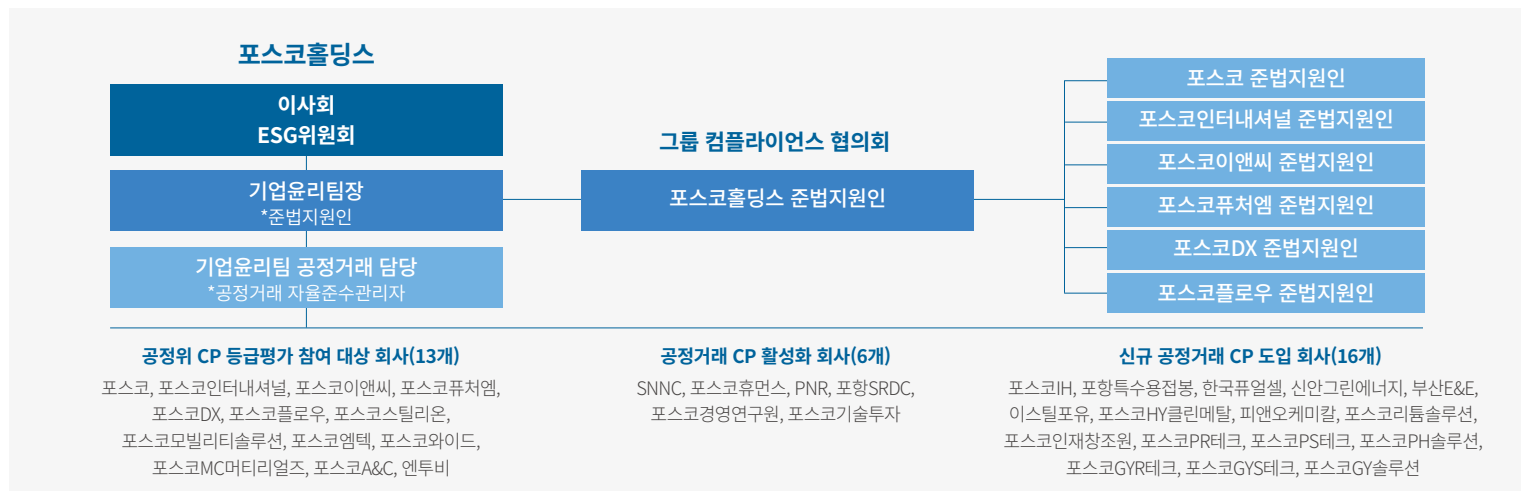 포스코홀딩스
이사회
ESG위원회
기업윤리팀장
*준법지원인
기업윤리팀 공정거래 담당
*공정거래 자율준수관리자
그룹 컴플라이언스 협의회
포스코홀딩스 준법지원인
포스코 준법지원인
포스코인터내셔널 준법지원인
포스코이앤씨 준법지원인
포스코퓨처엠 준법지원인
포스코DX 준법지원인
포스코플로우 준법지원인
공정위 CP 등급평가 참여 대상 회사(13개)
포스코, 포스코인터내셔널, 포스코이앤씨, 포스코퓨처엠,
포스코DX, 포스코플로우, 포스코스틸리온,
포스코모빌리티솔루션, 포스코엠텍, 포스코와이드,
포스코MC머티리얼즈, 포스코A&C, 엔투비
공정거래 CP 활성화 회사(6개)
SNNC, 포스코휴먼스, PNR, 포항SRDC,
포스코경영연구원, 포스코기술투자
신규 공정거래 CP 도입 회사(16개)
포스코IH, 포항특수용접봉, 한국퓨얼셀, 신안그린에너지, 부산E&E,
이스틸포유, 포스코HY클린메탈, 피앤오케미칼, 포스코리튬솔루션,
포스코인재창조원, 포스코PR테크, 포스코PS테크, 포스코PH솔루션,
포스코GYR테크, 포스코GYS테크, 포스코GY솔루션